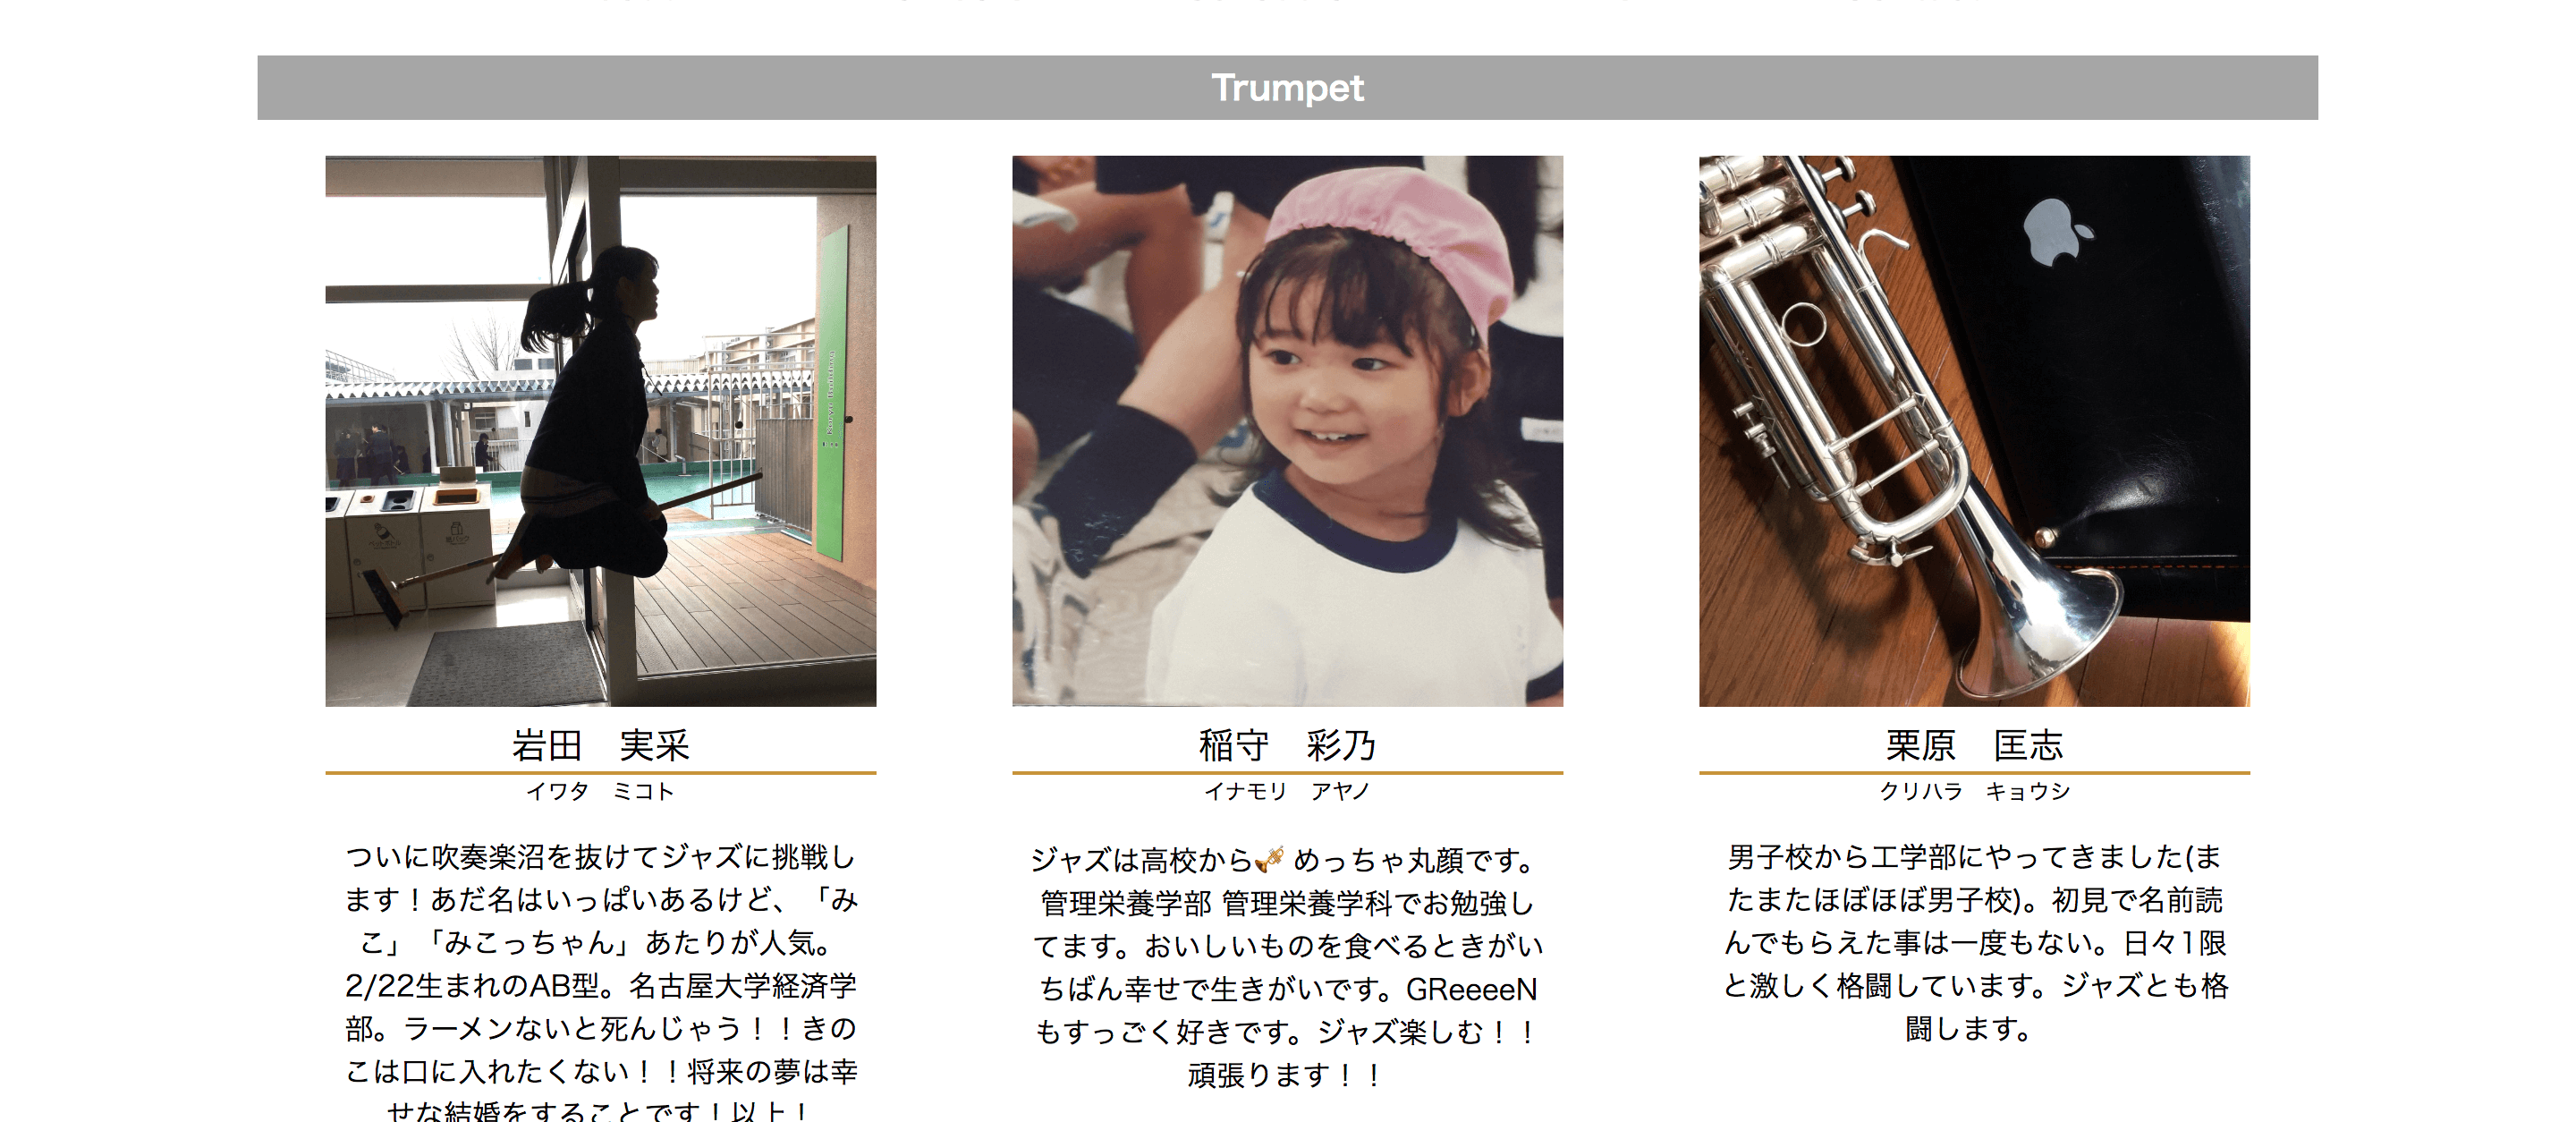 Trumpet
岩田　実采
イワタ　ミコト
ついに吹奏楽沼を抜けてジャズに挑戦し
ます！あだ名はいっぱいあるけど、「み
こ」「みこっちゃん」あたりが人気。
2/22生まれのAB型。名古屋大学経済学
部。ラーメンないと死んじゃう！！きの
こは口に入れたくない！！将来の夢は幸
せな結婚をすることです！以上！
稲守　彩乃
イナモリ　アヤノ
ジャズは高校から🎺 めっちゃ丸顔です。
管理栄養学部 管理栄養学科でお勉強し
てます。おいしいものを食べるときがい
ちばん幸せで生きがいです。GReeeeN
もすっごく好きです。ジャズ楽しむ！！
頑張ります！！
栗原　匡志
クリハラ　キョウシ
男子校から工学部にやってきました(ま
たまたほぼほぼ男子校)。初見で名前読
んでもらえた事は一度もない。日々1限
と激しく格闘しています。ジャズとも格
闘します。